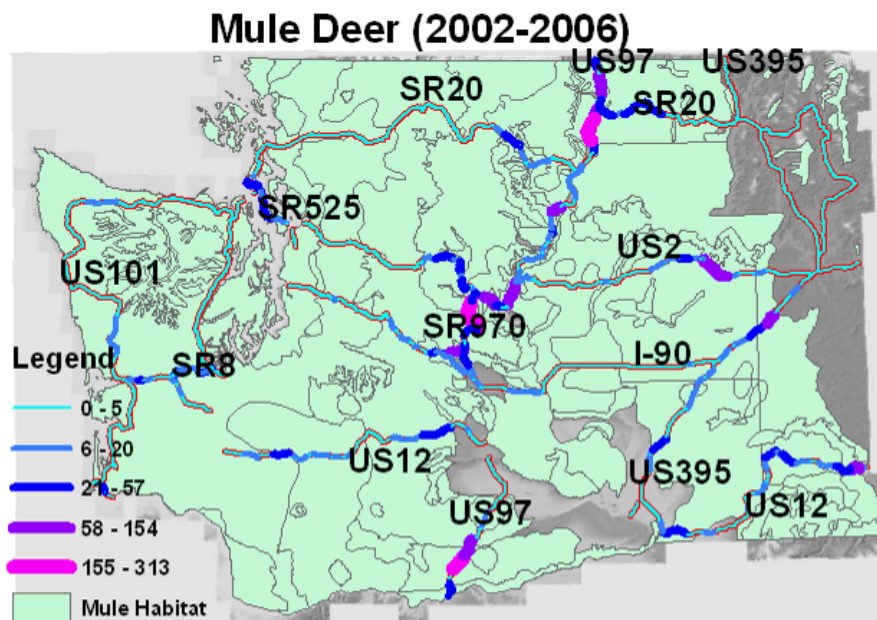 Mule Deer (2002-2006)
US97
US395
SR20
SR20
SR525
US2
US101
SR970
I-90
SR8
US12
US395
US12
US97
Legend
0 - 5
6 - 20
21 - 57
58 - 154
155 - 313
Mule Habitat